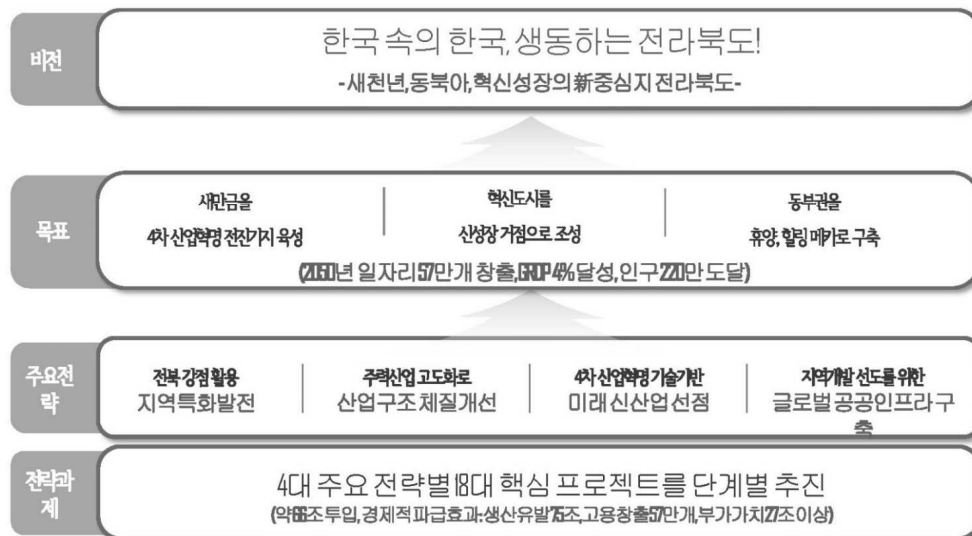 비전
한국 속의 한국, 생동하는 전라북도!
-새천년,동북아,혁신성장의 新중심지 전라북도-
목표
새만금을
4차 산업혁명 전진기지 육성
혁신도시를
신성장 거점으로 조성
동부권을
휴양, 힐링 메카로 구축
(2050년 일자리 57만개 창출, GRDP 4% 달성, 인구 220만 도달)
주요전
략
전북 강점 활용
지역특화발전
주력산업 고도화로
산업구조 체질개선
4차 산업혁명 기술기반
미래 신산업 선점
지역개발 선도를 위한
글로벌 공공인프라 구
축
전략과
제
4대 주요 전략별 18대 핵심 프로젝트를 단계별 추진
(약 66조 투입, 경제적 파급효과: 생산유발 75조, 고용창출 57만개, 부가가치 27조 이상)